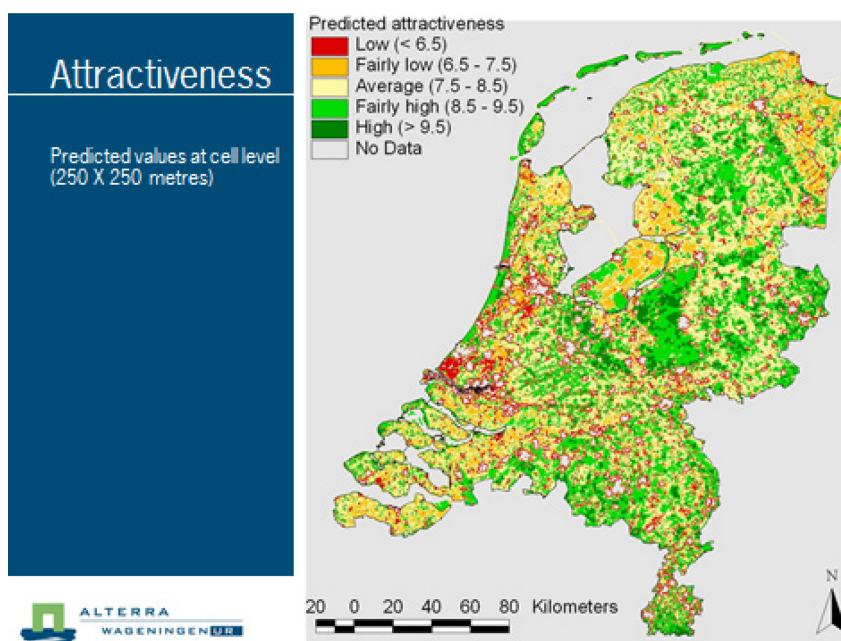 Attractiveness
Predicted values at cell level
(250 X 250 metres)
ALTERRA
WAGENINGEN UR
Predicted attractiveness
Low (< 6.5)
Fairly low (6.5 - 7.5)
Average (7.5 - 8.5)
Fairly high (8.5 - 9.5)
High (> 9.5)
No Data
20 0 20 40 60 80 Kilometers
N